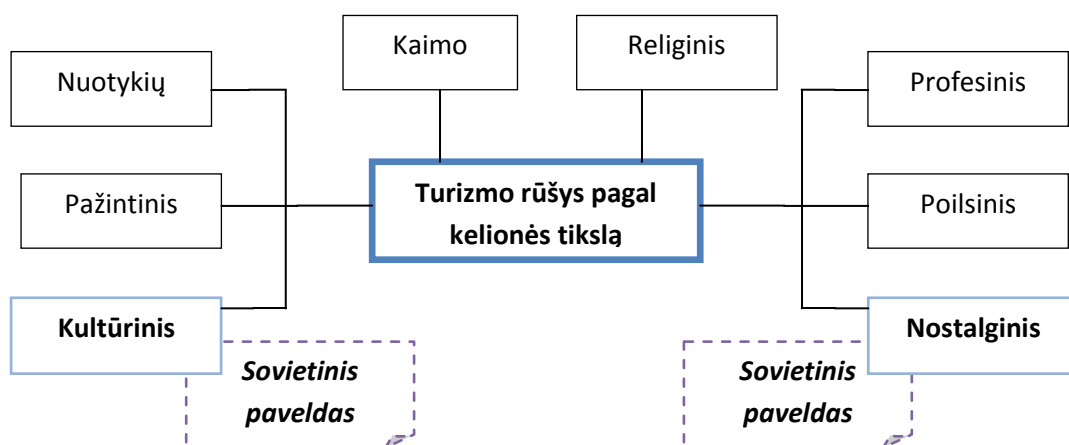 Kaimo
Religinis
Nuotykių
Profesinis
Turizmo rūšys pagal
kelionės tikslą
Pažintinis
Poilsinis
Kultūrinis
Nostalginis
Sovietinis
paveldas
Sovietinis
paveldas